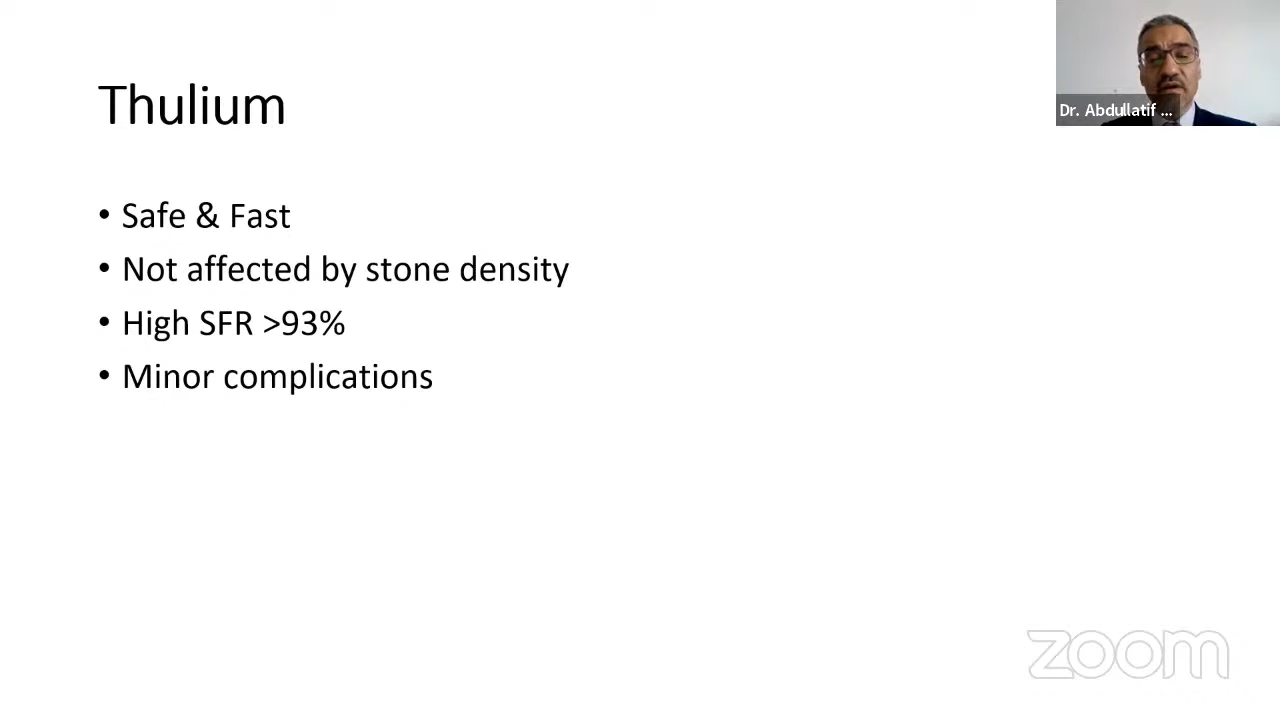 Thulium
• Safe & Fast
• Not affected by stone density
• High SFR >93%
• Minor complications
Dr. Abdullatif ...
zoom